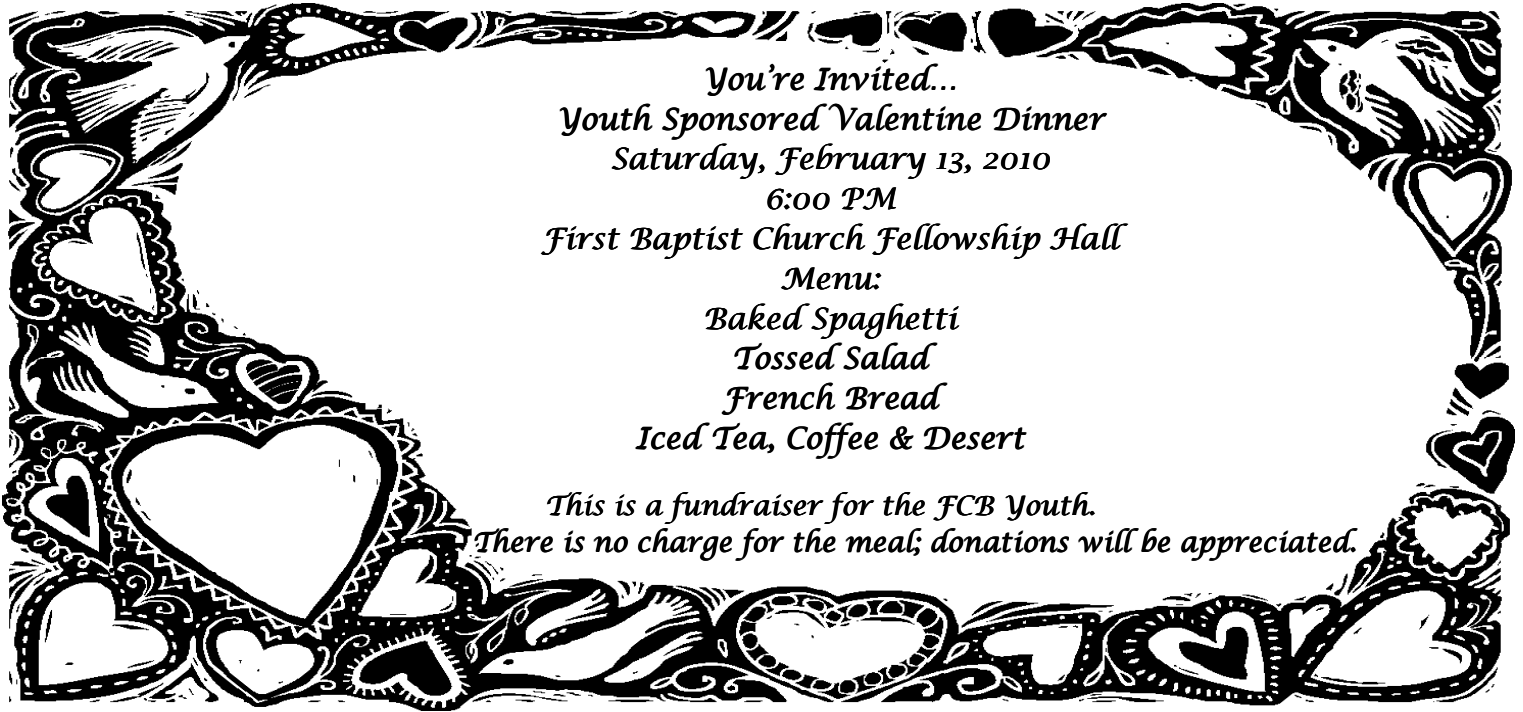 You're Invited…
Youth Sponsored Valentine Dinner
Saturday, February 13, 2010
6:00 PM
First Baptist Church Fellowship Hall
Menu:
Baked Spaghetti
Tossed Salad
French Bread
Iced Tea, Coffee & Desert
This is a fundraiser for the FCB Youth.
There is no charge for the meal; donations will be appreciated.